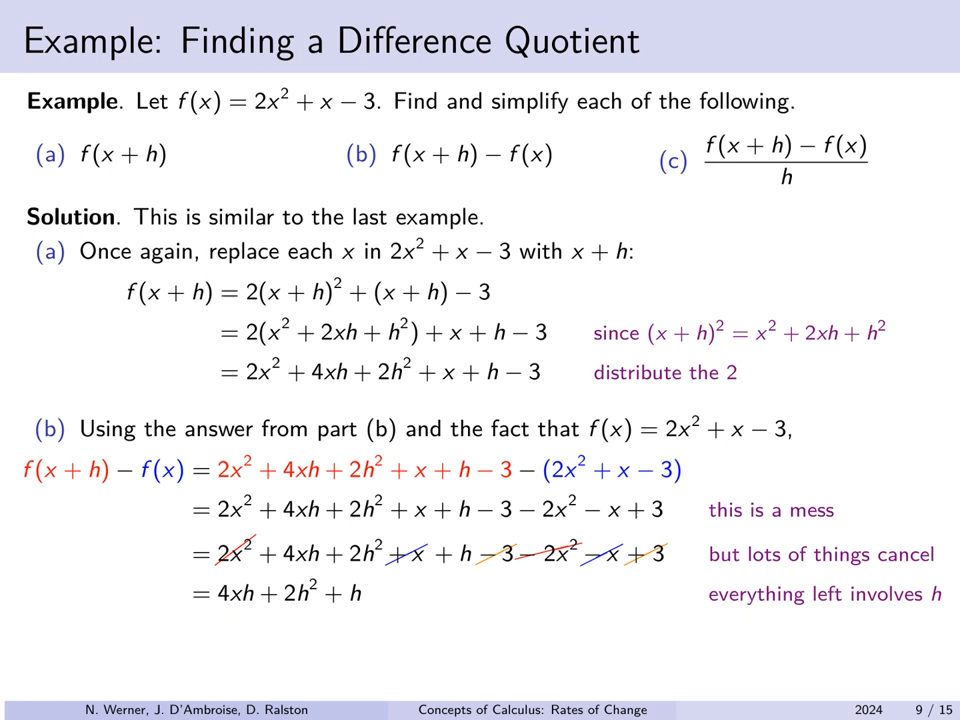 Example: Finding a Difference Quotient
Example. Let f(x) = 2x² + x − 3. Find and simplify each of the following.
(a) f(x + h) (b) f(x + h) − f(x) (c) (f(x + h) − f(x)) / h
Solution. This is similar to the last example.
(a) Once again, replace each x in 2x² + x − 3 with x + h:
f(x + h) = 2(x + h)² + (x + h) − 3
= 2(x² + 2xh + h²) + x + h − 3 since (x + h)² = x² + 2xh + h²
= 2x² + 4xh + 2h² + x + h − 3 distribute the 2
(b) Using the answer from part (b) and the fact that f(x) = 2x² + x − 3,
f(x + h) − f(x) = 2x² + 4xh + 2h² + x + h − 3 − (2x² + x − 3)
= 2x² + 4xh + 2h² + x + h − 3 − 2x² − x + 3 this is a mess
= 2x² + 4xh + 2h² + x + h − 3 − 2x² − x + 3 but lots of things cancel
= 4xh + 2h² + h everything left involves h
N. Werner, J. D'Ambroise, D. Ralston Concepts of Calculus: Rates of Change 2024 9 / 15